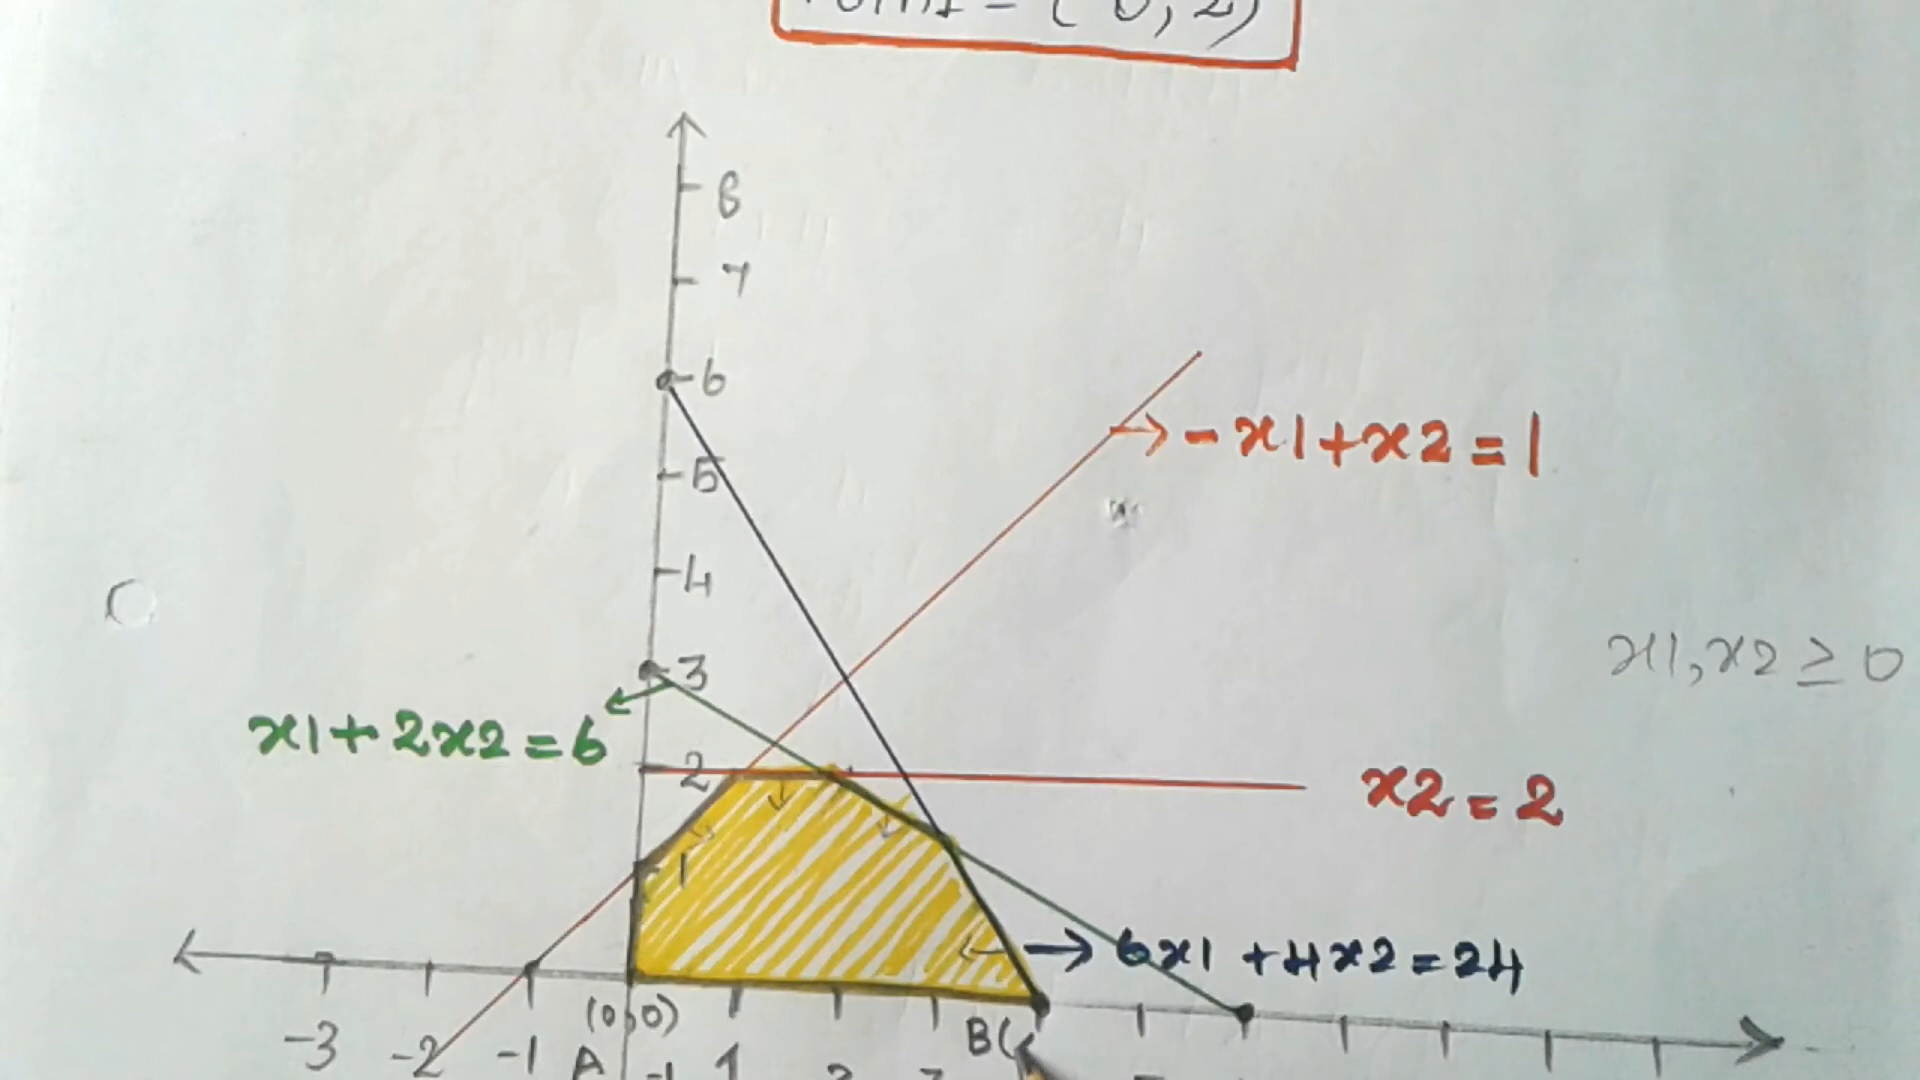 8
7
6
-x1+x2=1
5
4
x1,x2 ≥ 0
3
x1+2x2=6
2
x2=2
1
6x1+4x2=24
(0,0)
B(
-3 -2 -1 A -1 1